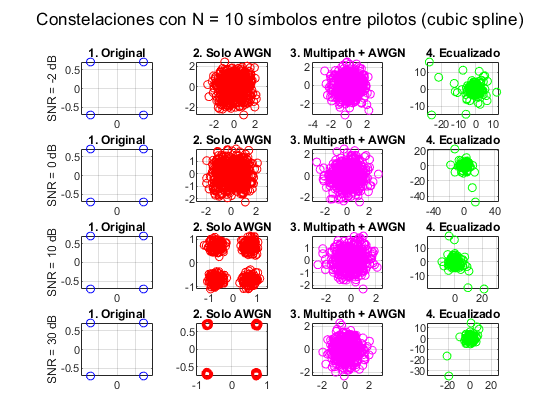 Constelaciones con N = 10 símbolos entre pilotos (cubic spline)
1. Original 2. Solo AWGN 3. Multipath + AWGN 4. Ecualizado
SNR = -2 dB
0.5
0
-0.5
0
2
0
-2
-2 0 2
2
0
-2
-4 -2 0 2
10
0
-10
-20 -10 0 10
1. Original 2. Solo AWGN 3. Multipath + AWGN 4. Ecualizado
SNR = 0 dB
0.5
0
-0.5
0
2
1
0
-1
-2
-2 0 2
2
0
-2
-2 0 2
20
0
-20
-40
-40 0 40
1. Original 2. Solo AWGN 3. Multipath + AWGN 4. Ecualizado
SNR = 10 dB
0.5
0
-0.5
0
1
0
-1
-1 0 1
2
0
-2
-2 0 2
10
0
-10
0 20
1. Original 2. Solo AWGN 3. Multipath + AWGN 4. Ecualizado
SNR = 30 dB
0.5
0
-0.5
0
0.5
0
-0.5
-1 0 1
2
0
-2
-2 0 2
10
0
-10
-20
-30
-20 0 20